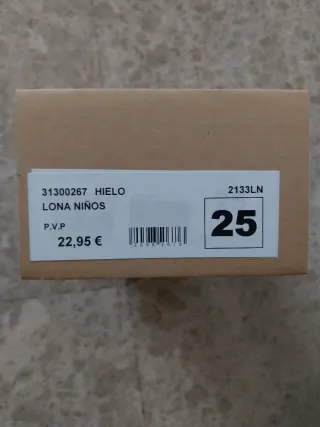 31300267 HIELO 2133LN
LONA NIÑOS
P.V.P
22,95 €
25